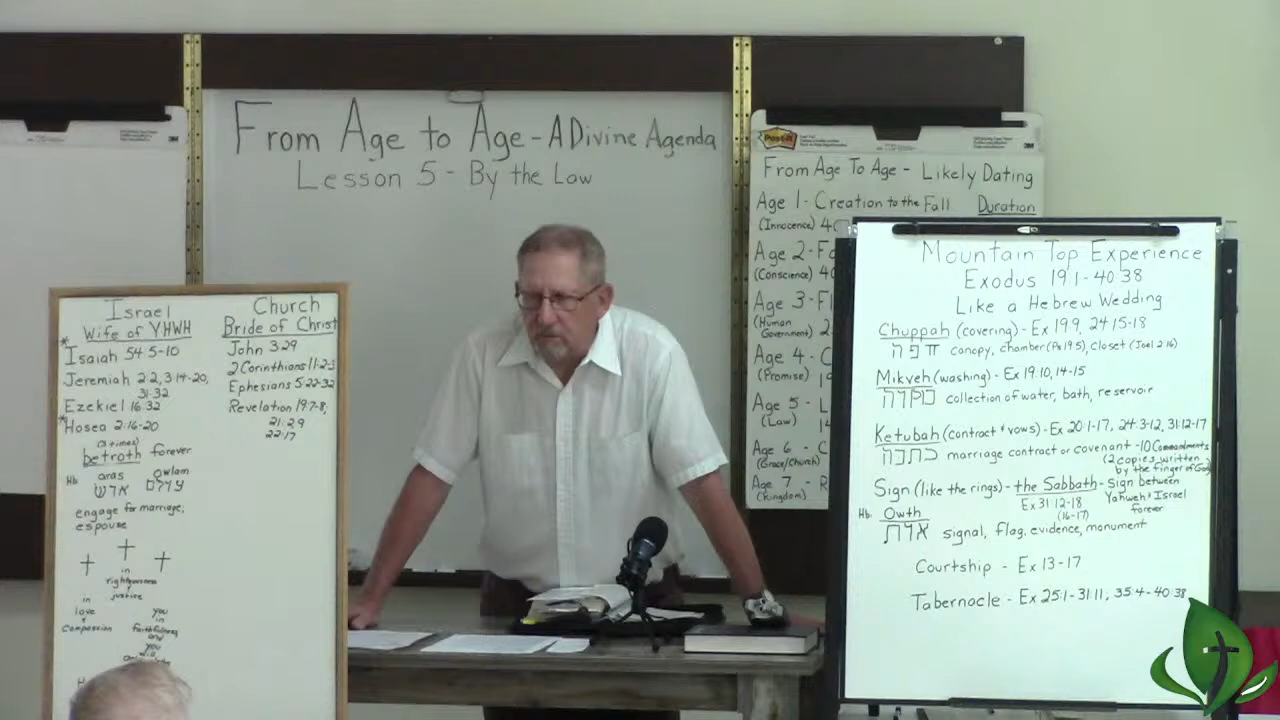 From Age to Age - A Divine Agenda
Lesson 5 - By the Law
Israel
Wife of YHWH
*Isaiah 54:5-10
Jeremiah 2:2, 3:14-20,
31:32
Ezekiel 16:32
*Hosea 2:16-20
(3 times)
betroth forever
Hb aras owlam
engage for marriage;
espouse
in
righteousness
justice
in
love
compassion
you
in
faithfulness
and
you
Church
Bride of Christ
John 3:29
2 Corinthians 11:2-3
Ephesians 5:22-32
Revelation 19:7-8,
21:2,9
22:17
Post-it
From Age To Age - Likely Dating
Age 1 - Creation to the Fall Duration
(Innocence)
Age 2 -
(Conscience)
Age 3 -
(Human
Government)
Age 4 -
(Promise)
Age 5 -
(Law)
Age 6 -
(Grace/Church)
Age 7 -
(Kingdom)
Mountain Top Experience
Exodus 19:1-40:38
Like a Hebrew Wedding
Chuppah (covering) - Ex 19:9, 24:15-18
חפה canopy, chamber (Ps 19:5), closet (Joel 2:16)
Mikveh (washing) - Ex 19:10, 14-15
מקוה collection of water, bath, reservoir
Ketubah (contract & vows) - Ex 20:1-17, 24:3-12, 31:12-17
כתבה marriage contract or covenant - 10 Commandments
(2 copies written
by the finger of God)
Sign (like the rings) - the Sabbath - sign between
Ex 31:12-18 Yahweh & Israel
(16-17) forever
Hb. Owth
אות signal, flag, evidence, monument
Courtship - Ex 13-17
Tabernacle - Ex 25:1-31:11, 35:4-40:38